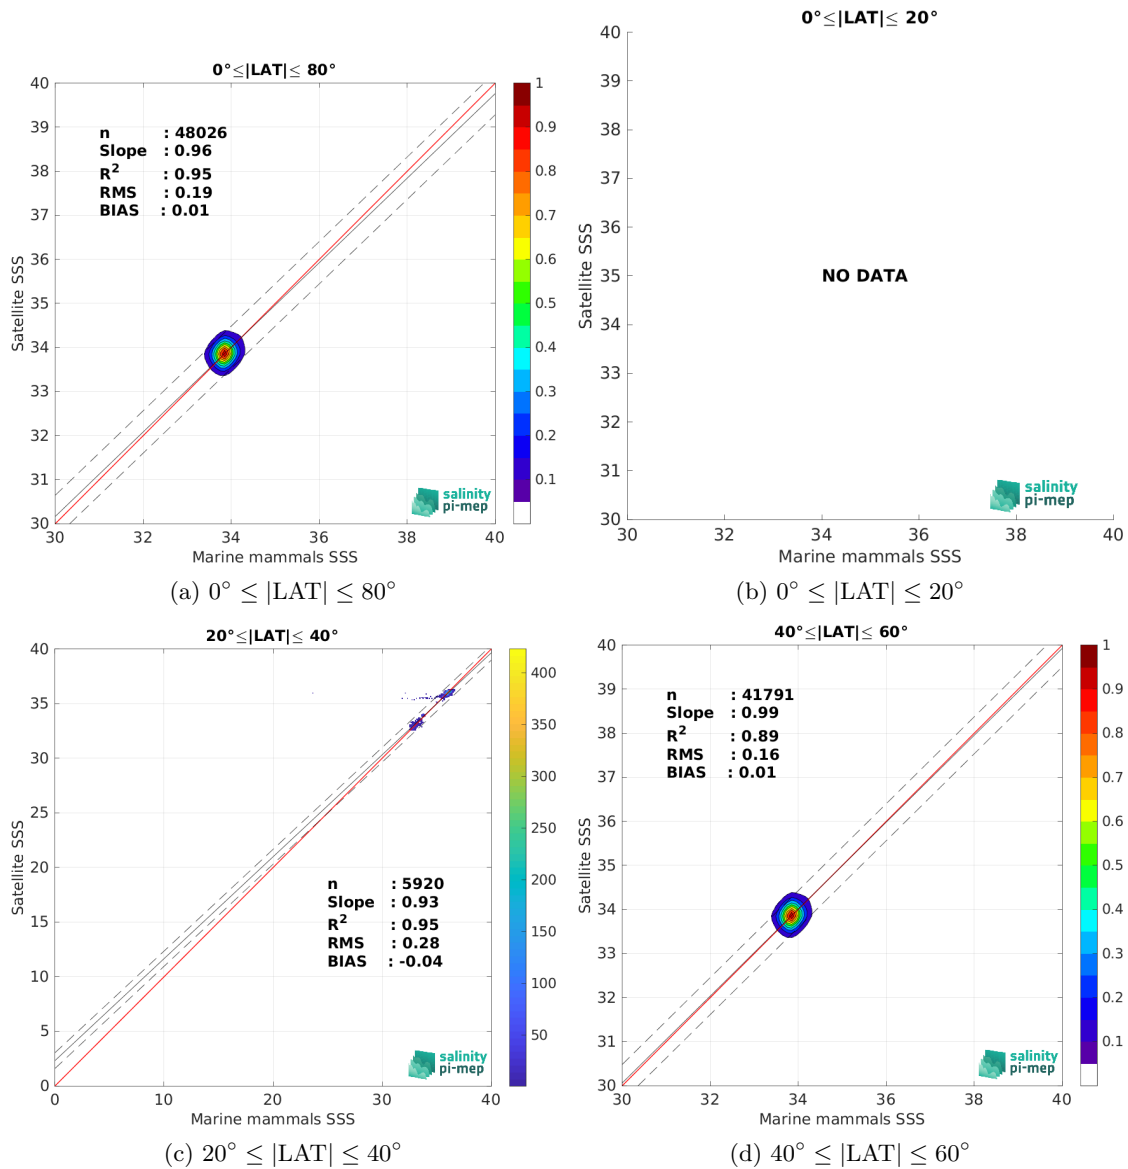 0°≤|LAT|≤ 80°
40
39
38
37
36
35
34
33
32
31
30
Satellite SSS
n : 48026
Slope : 0.96
R²  : 0.95
RMS : 0.19
BIAS : 0.01
salinity
pi-mep
30 32 34 36 38 40
Marine mammals SSS
1
0.9
0.8
0.7
0.6
0.5
0.4
0.3
0.2
0.1
(a) 0° ≤ |LAT| ≤ 80°
0°≤|LAT|≤ 20°
40
39
38
37
36
35
34
33
32
31
30
Satellite SSS
NO DATA
salinity
pi-mep
30 32 34 36 38 40
Marine mammals SSS
(b) 0° ≤ |LAT| ≤ 20°
20°≤|LAT|≤ 40°
40
35
30
25
20
15
10
5
0
Satellite SSS
n : 5920
Slope : 0.93
R² : 0.95
RMS : 0.28
BIAS : -0.04
salinity
pi-mep
0 10 20 30 40
Marine mammals SSS
400
350
300
250
200
150
100
50
(c) 20° ≤ |LAT| ≤ 40°
40°≤|LAT|≤ 60°
40
39
38
37
36
35
34
33
32
31
30
Satellite SSS
n : 41791
Slope : 0.99
R² : 0.89
RMS : 0.16
BIAS : 0.01
salinity
pi-mep
30 32 34 36 38 40
Marine mammals SSS
1
0.9
0.8
0.7
0.6
0.5
0.4
0.3
0.2
0.1
(d) 40° ≤ |LAT| ≤ 60°